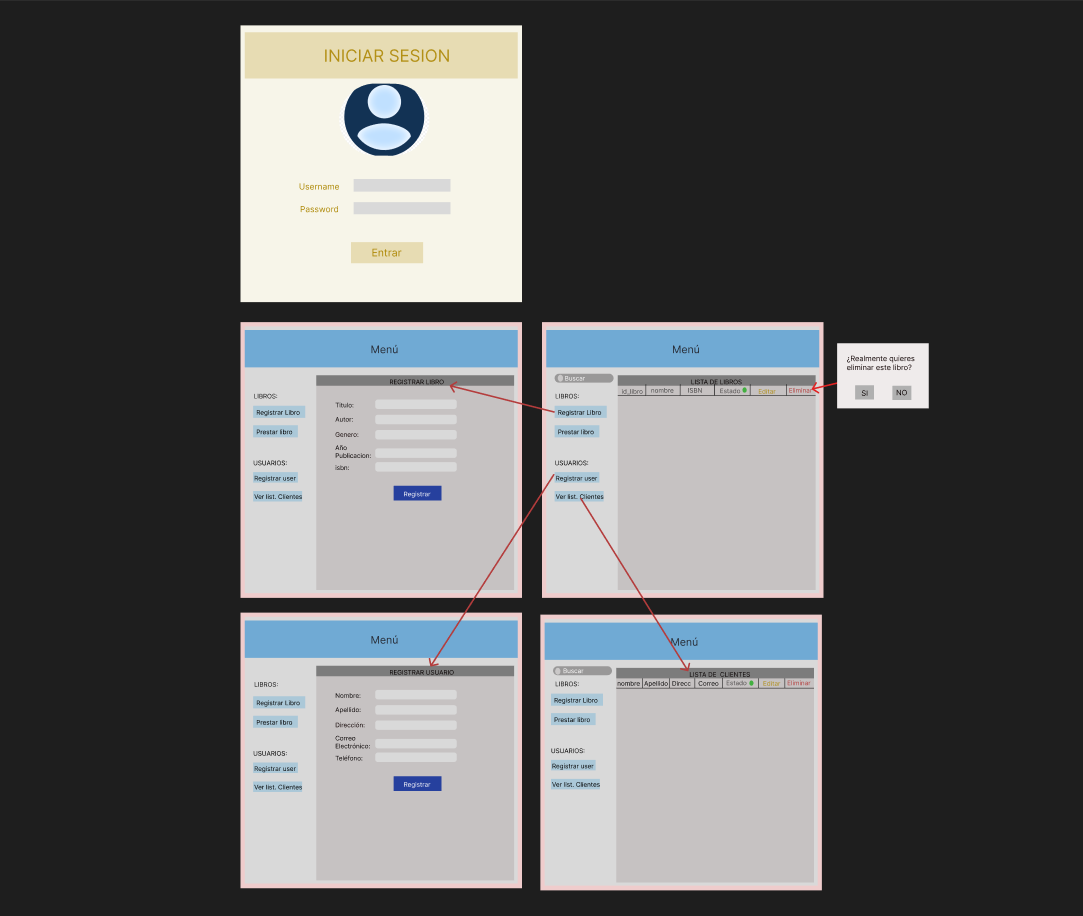 INICIAR SESION
Username
Password
Entrar
Menú
REGISTRAR LIBRO
LIBROS:
Registrar Libro
Prestar libro
USUARIOS:
Registrar user
Ver list. Clientes
Titulo:
Autor:
Genero:
Año
Publicacion:
isbn:
Registrar
Menú
Buscar
LIBROS:
Registrar Libro
Prestar libro
USUARIOS:
Registrar user
Ver list. Clientes
LISTA DE LIBROS
id_libro nombre ISBN Estado Editar Eliminar
¿Realmente quieres
eliminar este libro?
SI NO
Menú
REGISTRAR USUARIO
LIBROS:
Registrar Libro
Prestar libro
USUARIOS:
Registrar user
Ver list. Clientes
Nombre:
Apellido:
Dirección:
Correo
Electrónico:
Teléfono:
Registrar
Menú
Buscar
LIBROS:
Registrar Libro
Prestar libro
USUARIOS:
Registrar user
Ver list. Clientes
LISTA DE CLIENTES
nombre Apellido Direcc Correo Estado Editar Eliminar